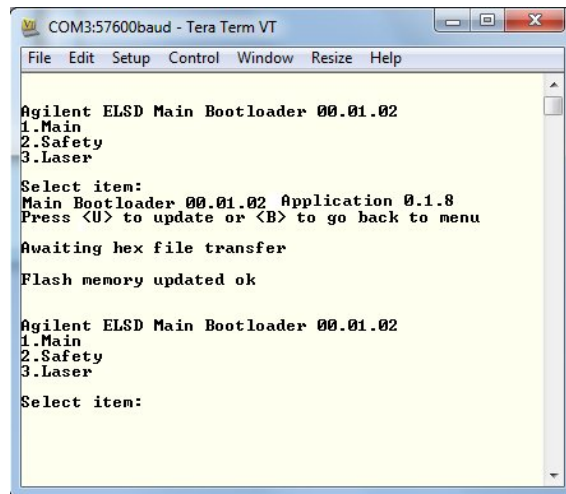 COM3:57600baud - Tera Term VT
File Edit Setup Control Window Resize Help
Agilent ELSD Main Bootloader 00.01.02
1.Main
2.Safety
3.Laser
Select item:
Main Bootloader 00.01.02 Application 0.1.8
Press <U> to update or <B> to go back to menu
Awaiting hex file transfer
Flash memory updated ok
Agilent ELSD Main Bootloader 00.01.02
1.Main
2.Safety
3.Laser
Select item: